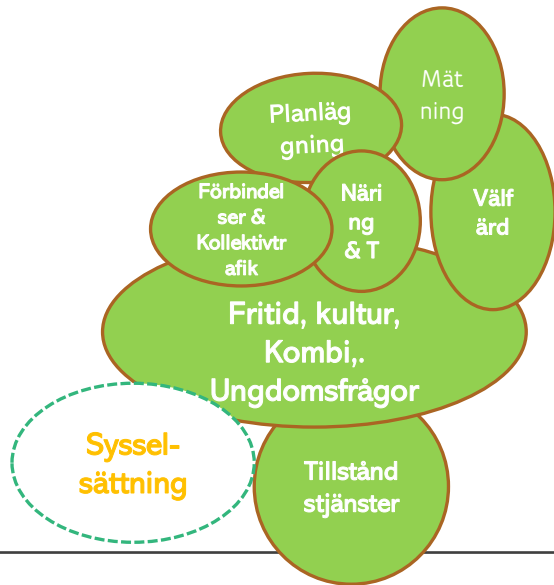 Mät
ning
Planläg
gning
Förbindel
ser &
Kollektivtr
afik
Näri
ng
& T
Välf
ärd
Fritid, kultur,
Kombi,.
Ungdomsfrågor
Syssel-
sättning
Tillstånd
stjänster